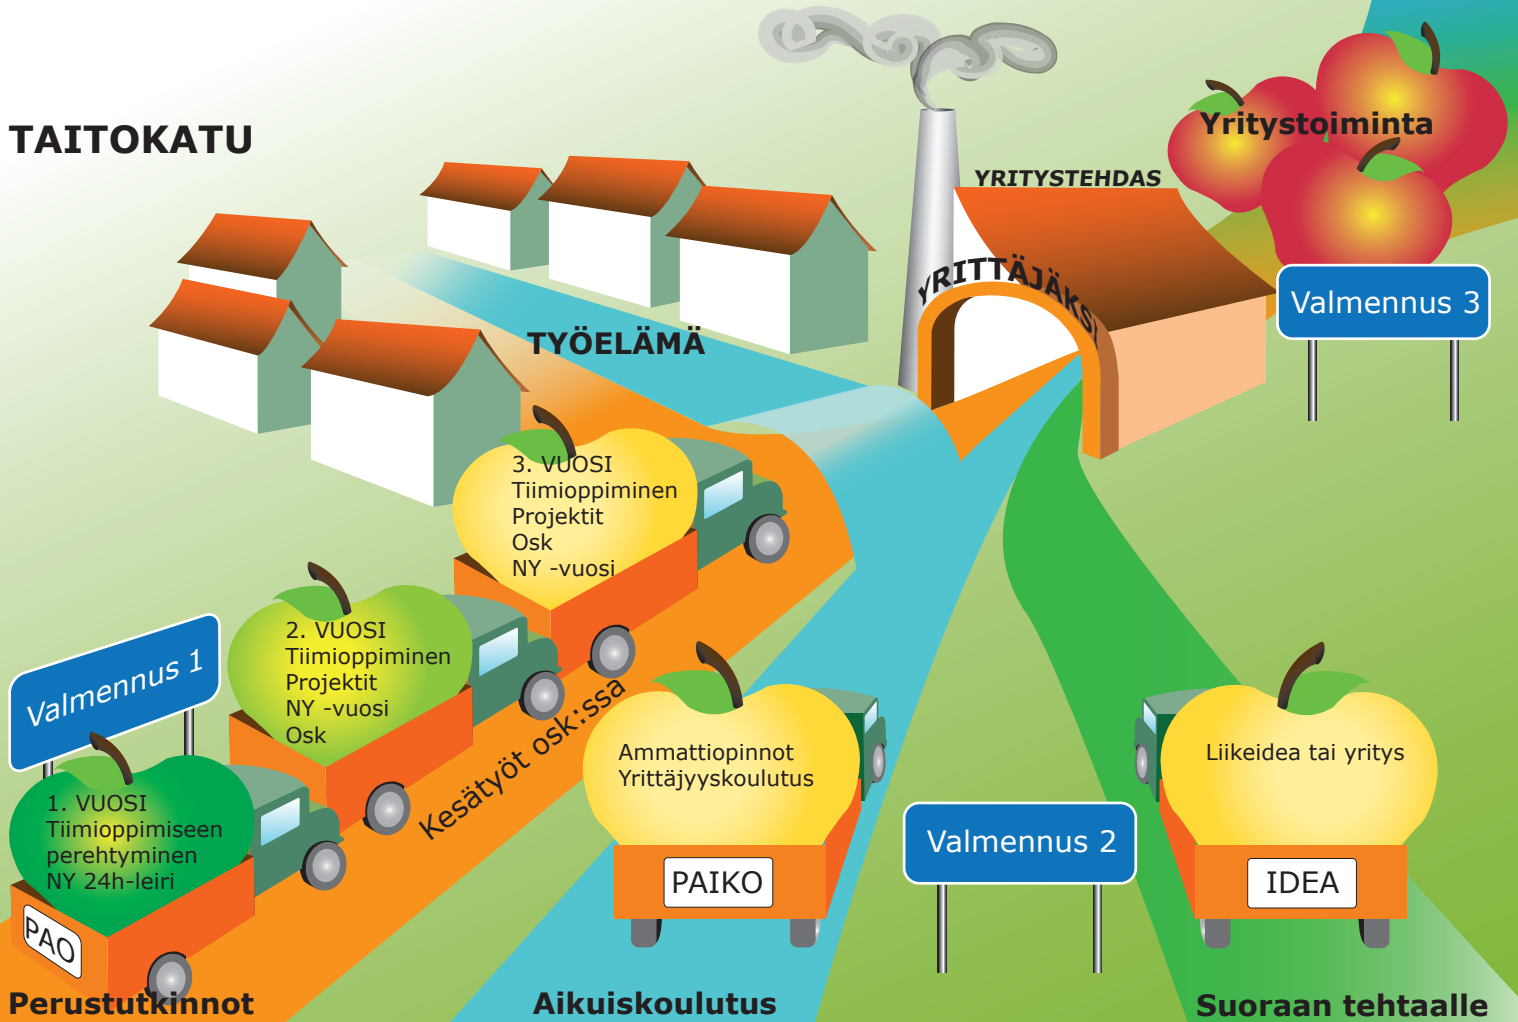 TAITOKATU
Yritystoiminta
YRITYSTEHDAS
YRITTÄJÄKSI
Valmennus 3
TYÖELÄMÄ
3. VUOSI
Tiimioppiminen
Projektit
Osk
NY -vuosi
2. VUOSI
Tiimioppiminen
Projektit
NY -vuosi
Osk
Valmennus 1
Kesätyöt osk:ssa
1. VUOSI
Tiimioppimiseen
perehtyminen
NY 24h-leiri
PAO
Ammattiopinnot
Yrittäjyyskoulutus
PAIKO
Valmennus 2
Liikeidea tai yritys
IDEA
Perustutkinnot
Aikuiskoulutus
Suoraan tehtaalle